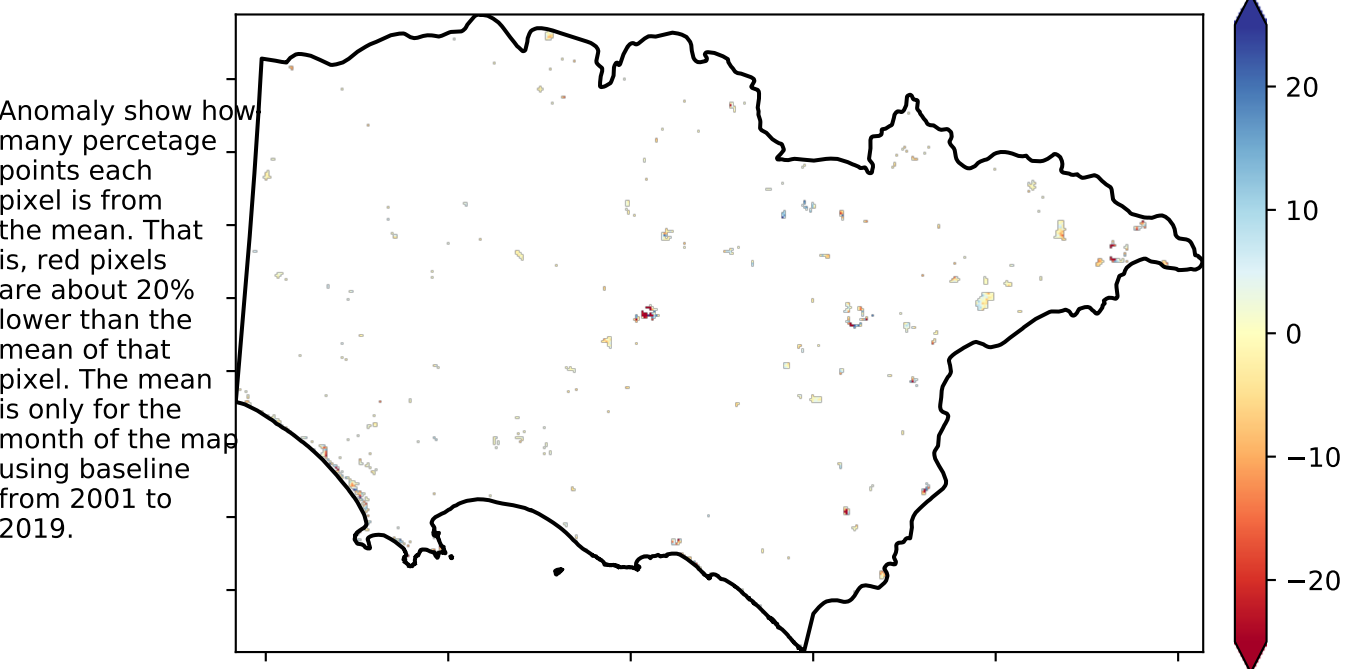 Anomaly show how
many percetage
points each
pixel is from
the mean. That
is, red pixels
are about 20%
lower than the
mean of that
pixel. The mean
is only for the
month of the map
using baseline
from 2001 to
2019.
20
10
0
−10
−20